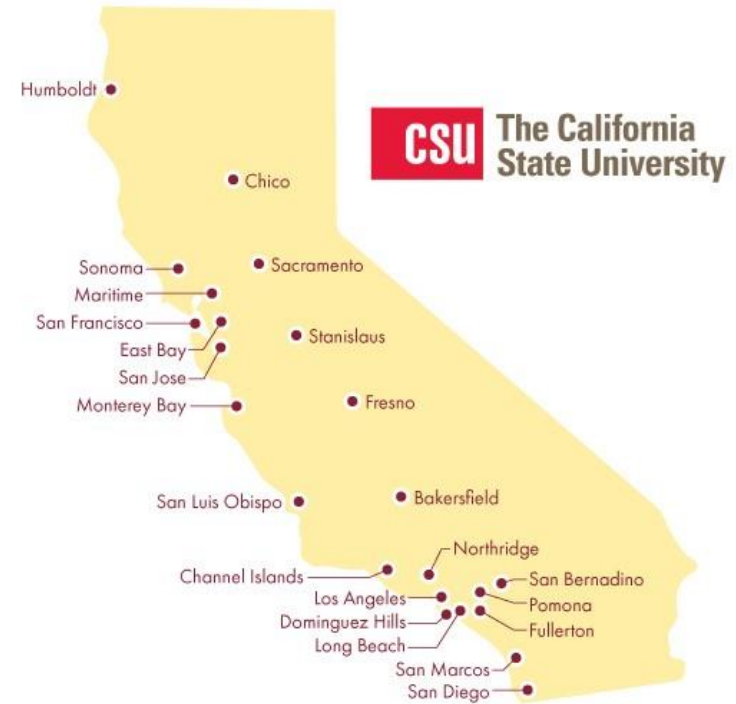 Humboldt
CSU
The California
State University
Chico
Sonoma
Sacramento
Maritime
San Francisco
Stanislaus
East Bay
San Jose
Monterey Bay
Fresno
San Luis Obispo
Bakersfield
Northridge
Channel Islands
San Bernadino
Los Angeles
Pomona
Dominguez Hills
Fullerton
Long Beach
San Marcos
San Diego